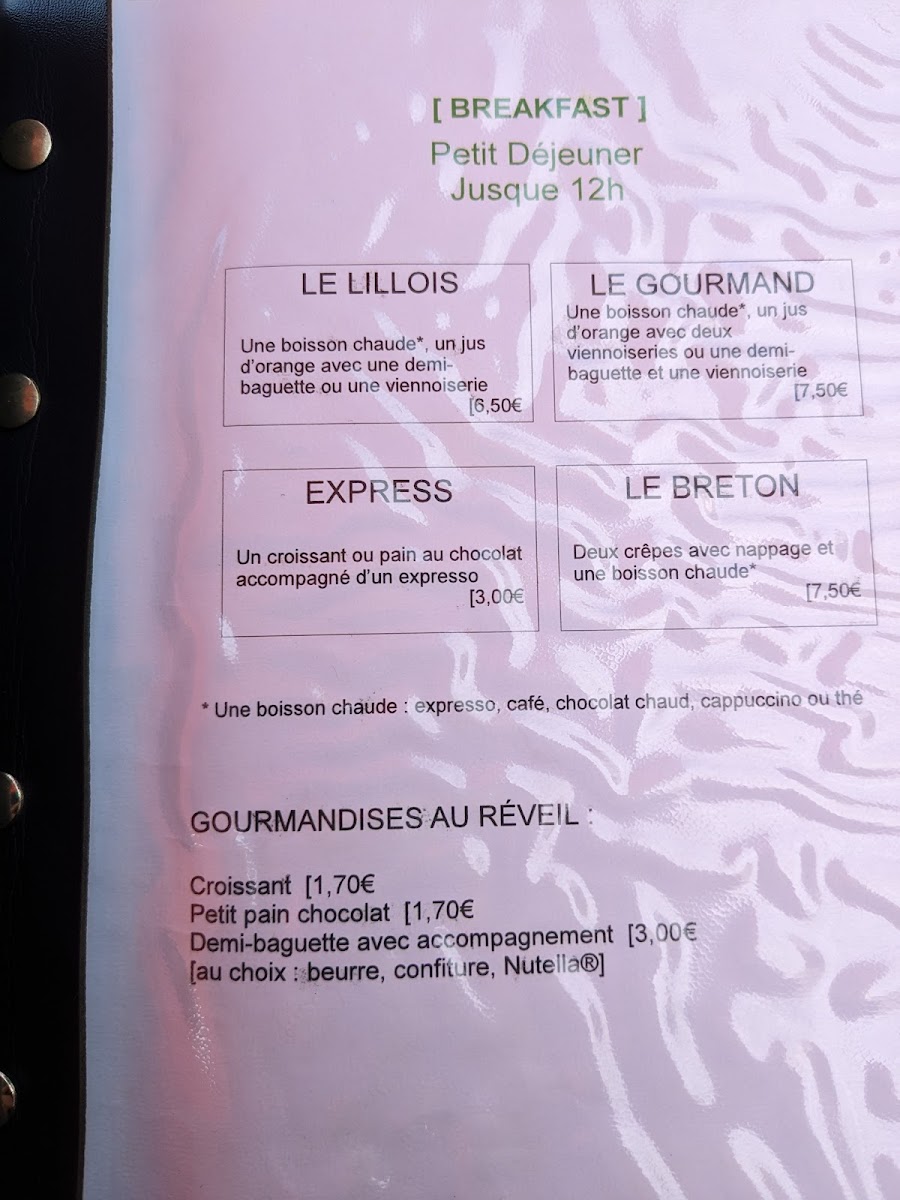 [ BREAKFAST ]
Petit Déjeuner
Jusque 12h
LE LILLOIS
Une boisson chaude*, un jus
d'orange avec une demi-
baguette ou une viennoiserie
[6,50€
LE GOURMAND
Une boisson chaude*, un jus
d'orange avec deux
viennoiseries ou une demi-
baguette et une viennoiserie
[7,50€
EXPRESS
Un croissant ou pain au chocolat
accompagné d'un expresso
[3,00€
LE BRETON
Deux crêpes avec nappage et
une boisson chaude*
[7,50€
* Une boisson chaude : expresso, café, chocolat chaud, cappuccino ou thé
GOURMANDISES AU RÉVEIL :
Croissant [1,70€
Petit pain chocolat [1,70€
Demi-baguette avec accompagnement [3,00€
[au choix : beurre, confiture, Nutella®]